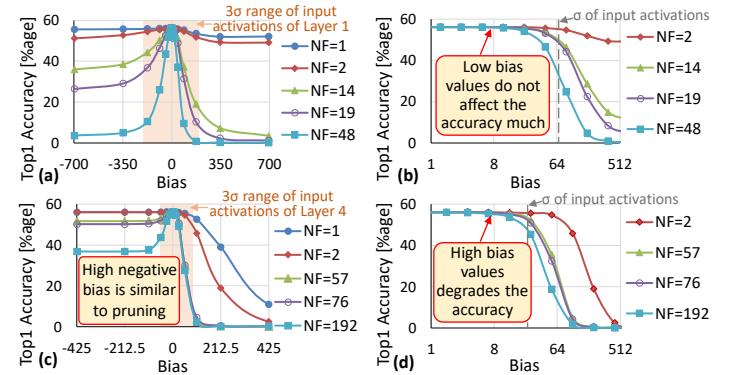 3σ range of input
activations of Layer 1
Top1 Accuracy [%age]
60
40
20
0
-700 -350 0 350 700
Bias
(a)
NF=1
NF=2
NF=14
NF=19
NF=48
σ of input activations
Top1 Accuracy [%age]
60
40
20
0
Low bias
values do not
affect the
accuracy much
1 8 64 512
Bias
(b)
NF=2
NF=14
NF=19
NF=48
3σ range of input
activations of Layer 4
Top1 Accuracy [%age]
60
40
20
0
High negative
bias is similar
to pruning
-425 -212.5 0 212.5 425
Bias
(c)
NF=1
NF=2
NF=57
NF=76
NF=192
σ of input activations
Top1 Accuracy [%age]
60
40
20
0
High bias
values
degrades the
accuracy
1 8 64 512
Bias
(d)
NF=2
NF=57
NF=76
NF=192